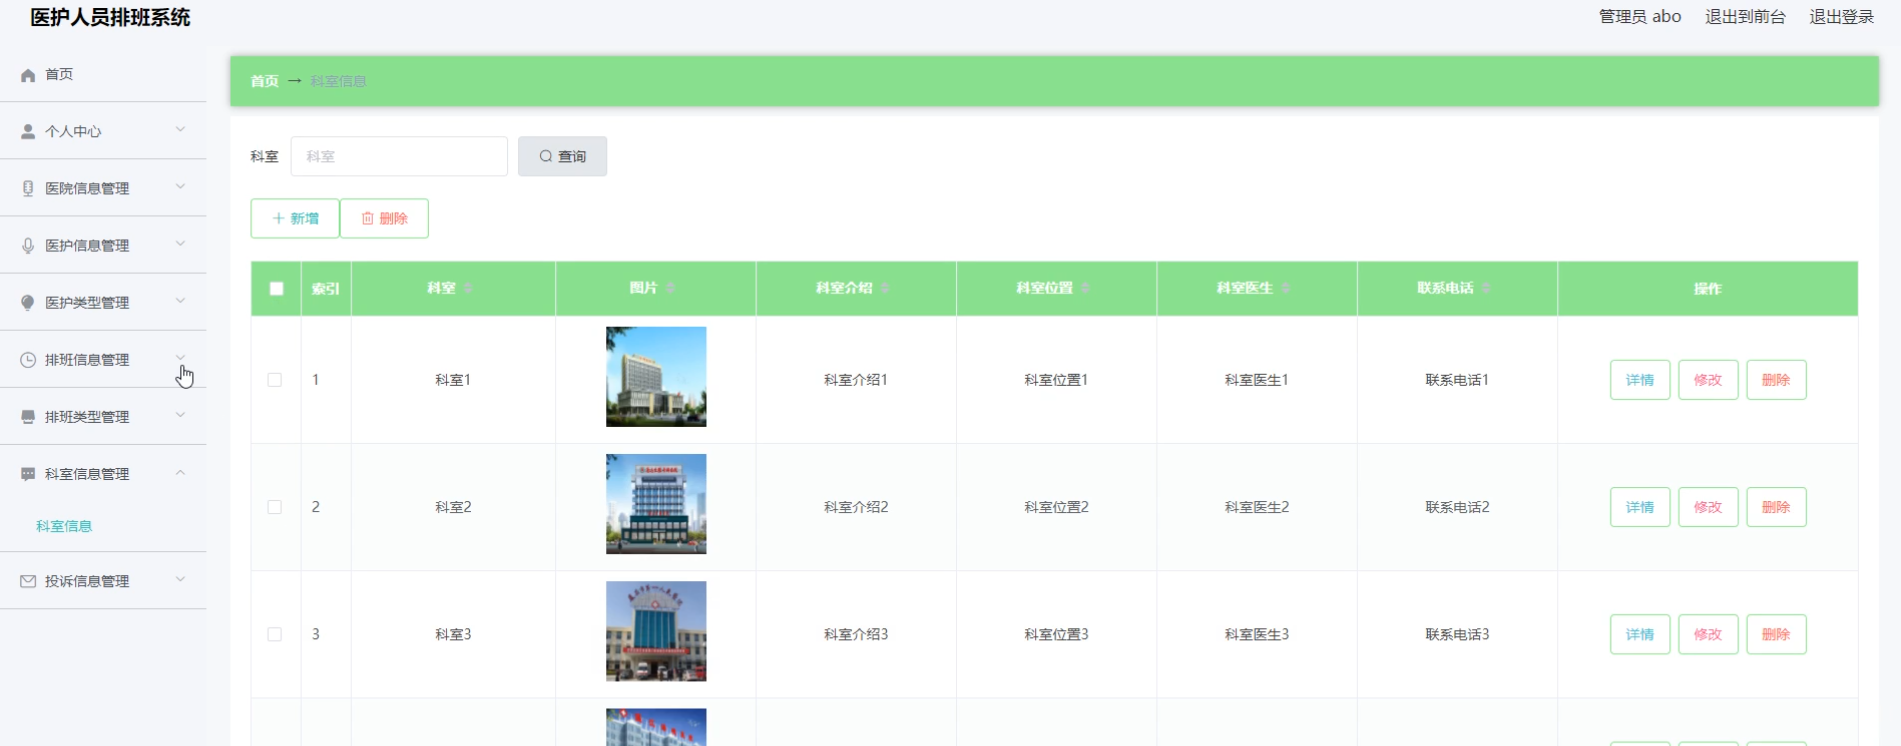 医护人员排班系统
管理员 abo 退出到前台 退出登录
首页
个人中心
医院信息管理
医护信息管理
医护类型管理
排班信息管理
排班类型管理
科室信息管理
科室信息
投诉信息管理
首页 → 科室信息
科室 科室 查询
新增 删除
索引 科室 图片 科室介绍 科室位置 科室医生 联系电话 操作
1 科室1 科室介绍1 科室位置1 科室医生1 联系电话1 详情 修改 删除
2 科室2 科室介绍2 科室位置2 科室医生2 联系电话2 详情 修改 删除
3 科室3 科室介绍3 科室位置3 科室医生3 联系电话3 详情 修改 删除